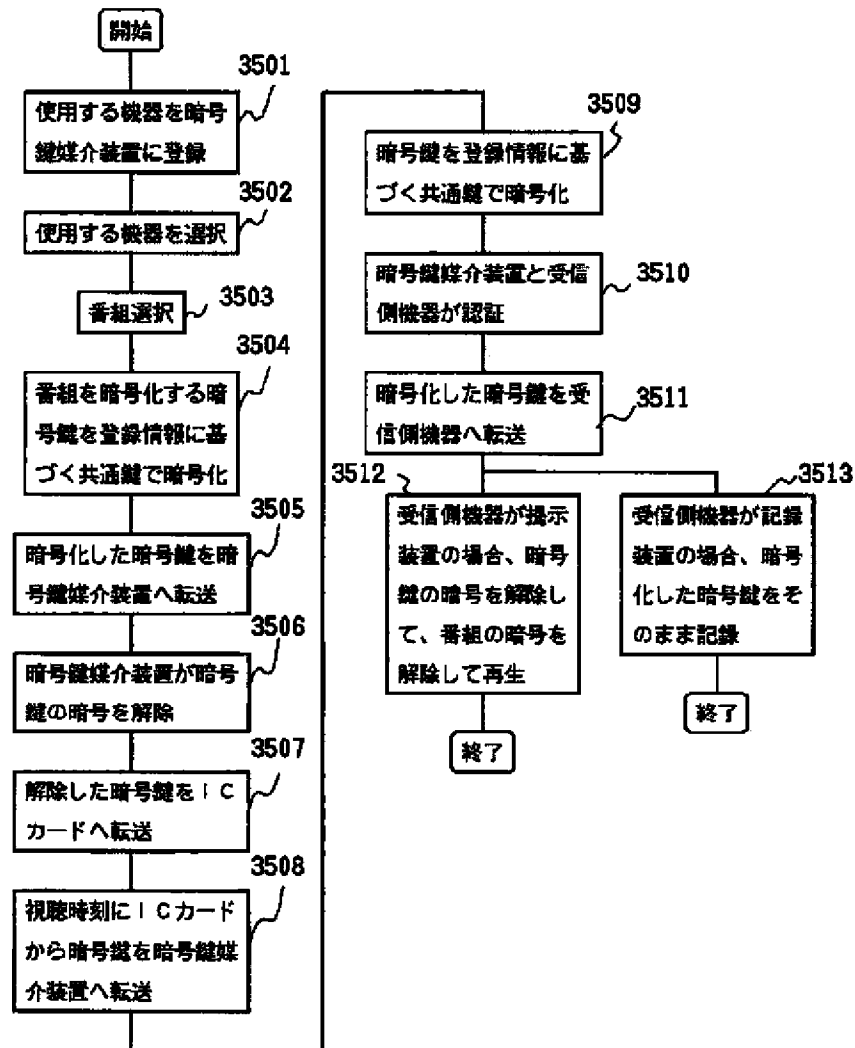 開始
3501
使用する機器を暗号
鍵媒介装置に登録
3502
使用する機器を選択
3503
番組選択
3504
番組を暗号化する暗
号鍵を登録情報に基
づく共通鍵で暗号化
3505
暗号化した暗号鍵を暗
号鍵媒介装置へ転送
3506
暗号鍵媒介装置が暗号
鍵の暗号を解除
3507
解除した暗号鍵をIC
カードへ転送
3508
視聴時刻にICカード
から暗号鍵を暗号鍵媒
介装置へ転送
3509
暗号鍵を登録情報に基
づく共通鍵で暗号化
3510
暗号鍵媒介装置と受信
側機器が認証
3511
暗号化した暗号鍵を受
信側機器へ転送
3512
受信側機器が提示
装置の場合、暗号
鍵の暗号を解除し
て、番組の暗号を
解除して再生
終了
3513
受信側機器が記録
装置の場合、暗号
化した暗号鍵をそ
のまま記録
終了